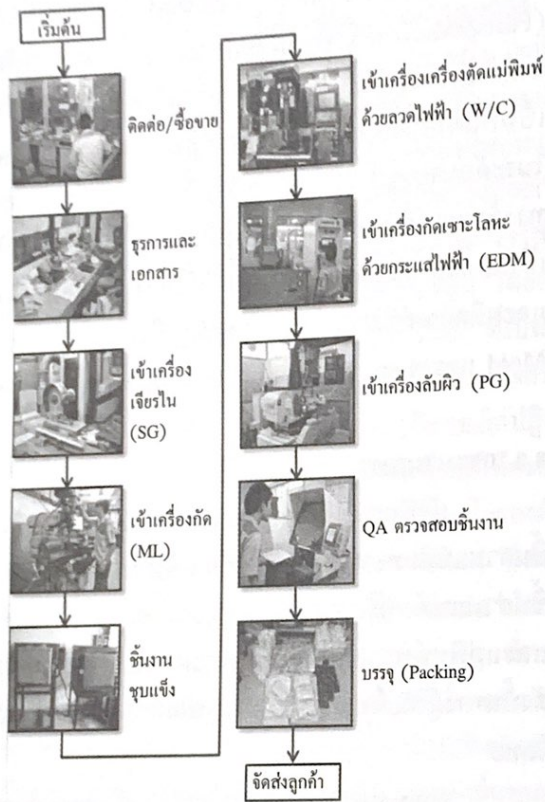 เริ่มต้น
ติดต่อ/ซื้อขาย
ธุรการและ
เอกสาร
เข้าเครื่อง
เจียรไน
(SG)
เข้าเครื่องกัด
(ML)
ชิ้นงาน
ชุบแข็ง
เข้าเครื่องเครื่องตัดแม่พิมพ์
ด้วยลวดไฟฟ้า (W/C)
เข้าเครื่องกัดเซาะโลหะ
ด้วยกระแสไฟฟ้า (EDM)
เข้าเครื่องลับผิว (PG)
QA ตรวจสอบชิ้นงาน
บรรจุ (Packing)
จัดส่งลูกค้า